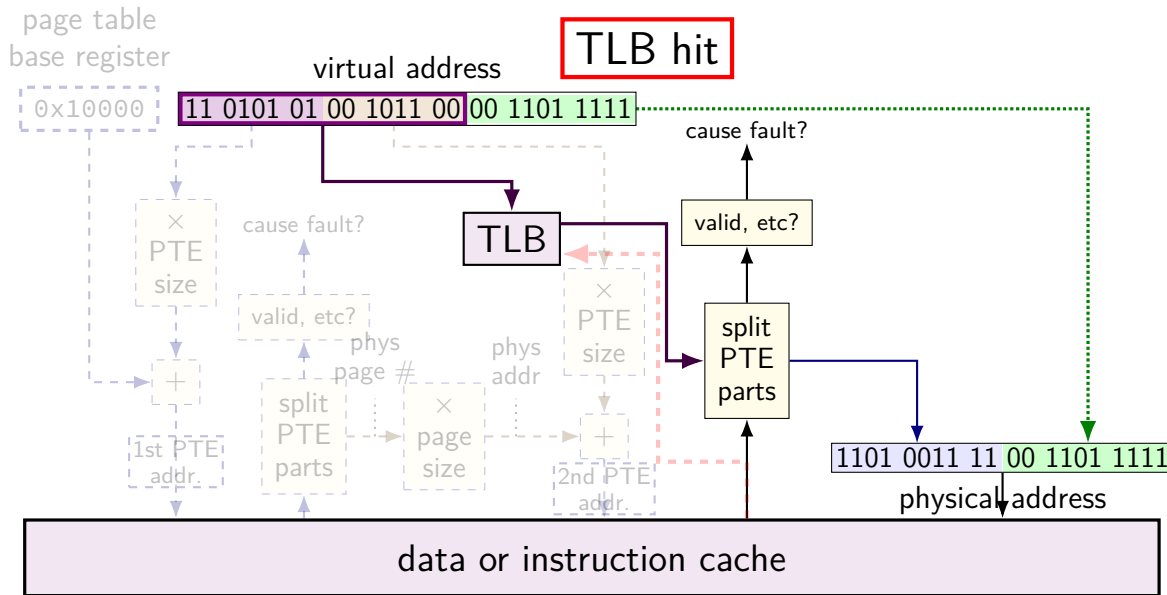 page table
base register
0x10000
TLB hit
virtual address
11 0101 01 00 1011 00 00 1101 1111
cause fault?
valid, etc?
TLB
×
PTE
size
cause fault?
valid, etc?
×
PTE
size
split
PTE
parts
phys
page #
phys
addr
+
split
PTE
parts
×
page
size
+
1st PTE
addr.
2nd PTE
addr.
1101 0011 11 00 1101 1111
physical address
data or instruction cache